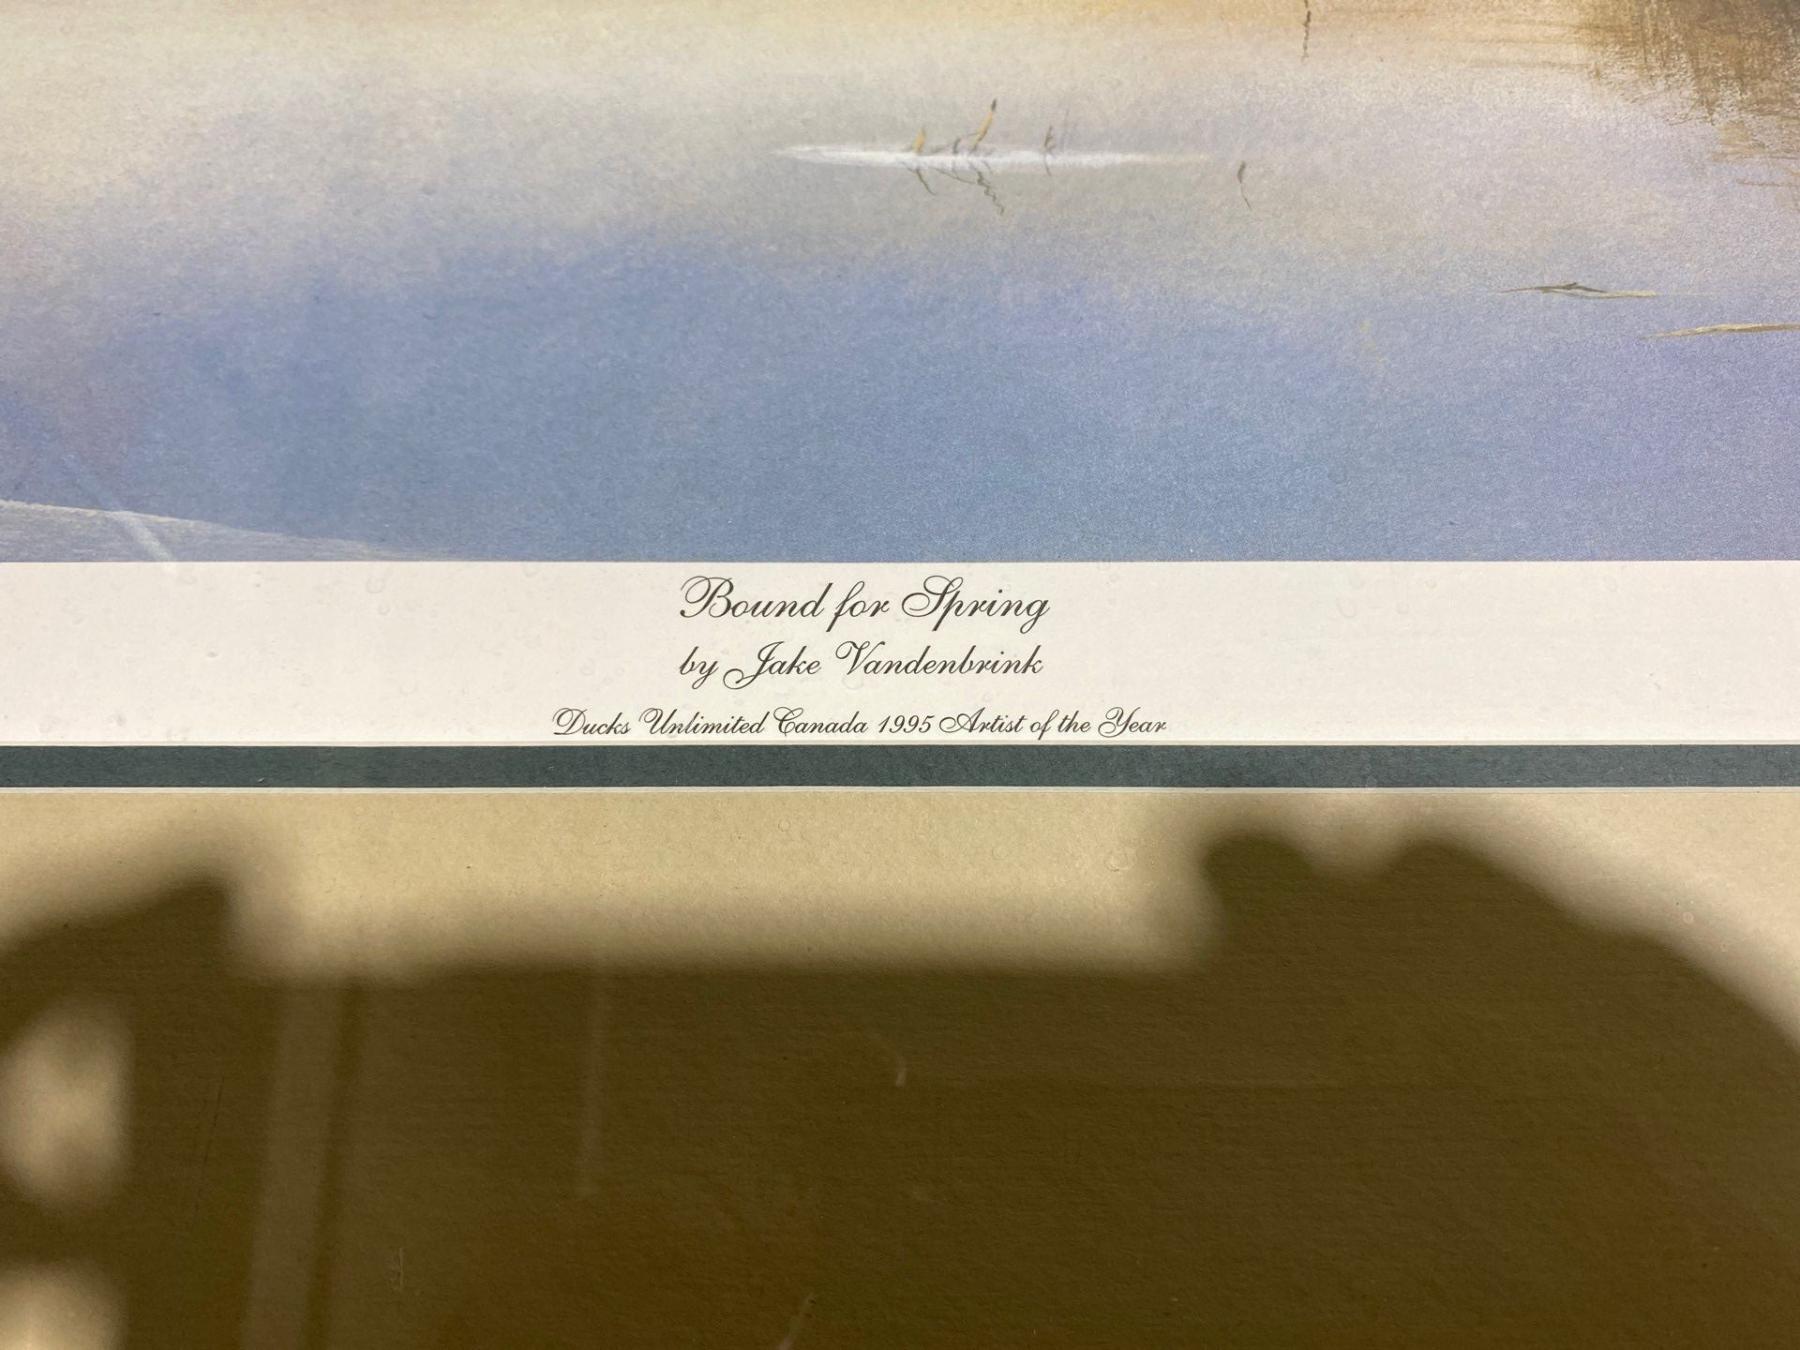 Bound for Spring
by Jake Vandenbrink
Ducks Unlimited Canada 1995 Artist of the Year